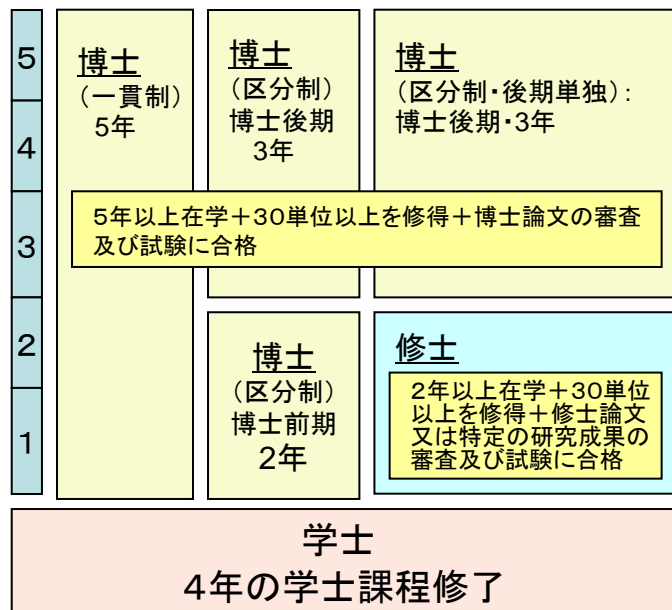 5
4
3
2
1
博士
（一貫制）
5年
博士
（区分制）
博士後期
3年
博士
（区分制・後期単独）：
博士後期・3年
5年以上在学＋30単位以上を修得＋博士論文の審査
及び試験に合格
博士
（区分制）
博士前期
2年
修士
2年以上在学＋30単位
以上を修得＋修士論文
又は特定の研究成果の
審査及び試験に合格
学士
4年の学士課程修了